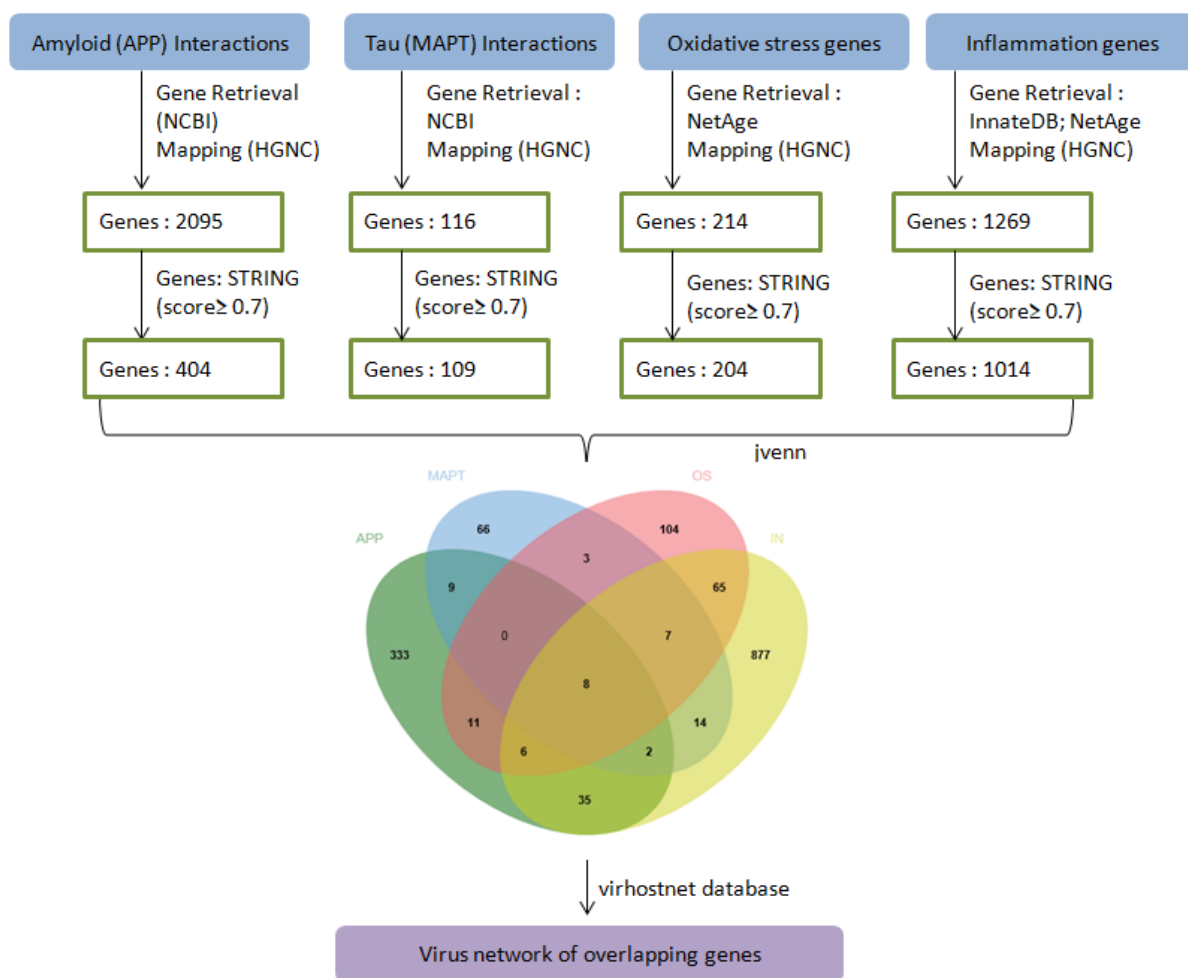 Amyloid (APP) Interactions
Tau (MAPT) Interactions
Oxidative stress genes
Inflammation genes
Gene Retrieval
(NCBI)
Mapping (HGNC)
Gene Retrieval :
NCBI
Mapping (HGNC)
Gene Retrieval :
NetAge
Mapping (HGNC)
Gene Retrieval :
InnateDB; NetAge
Mapping (HGNC)
Genes : 2095
Genes : 116
Genes : 214
Genes : 1269
Genes: STRING
(score≥ 0.7)
Genes: STRING
(score≥ 0.7)
Genes: STRING
(score≥ 0.7)
Genes: STRING
(score≥ 0.7)
Genes : 404
Genes : 109
Genes : 204
Genes : 1014
jvenn
MAPT
OS
APP
IN
66
104
3
9
65
0
7
333
877
8
11
14
6
2
35
virhostnet database
Virus network of overlapping genes